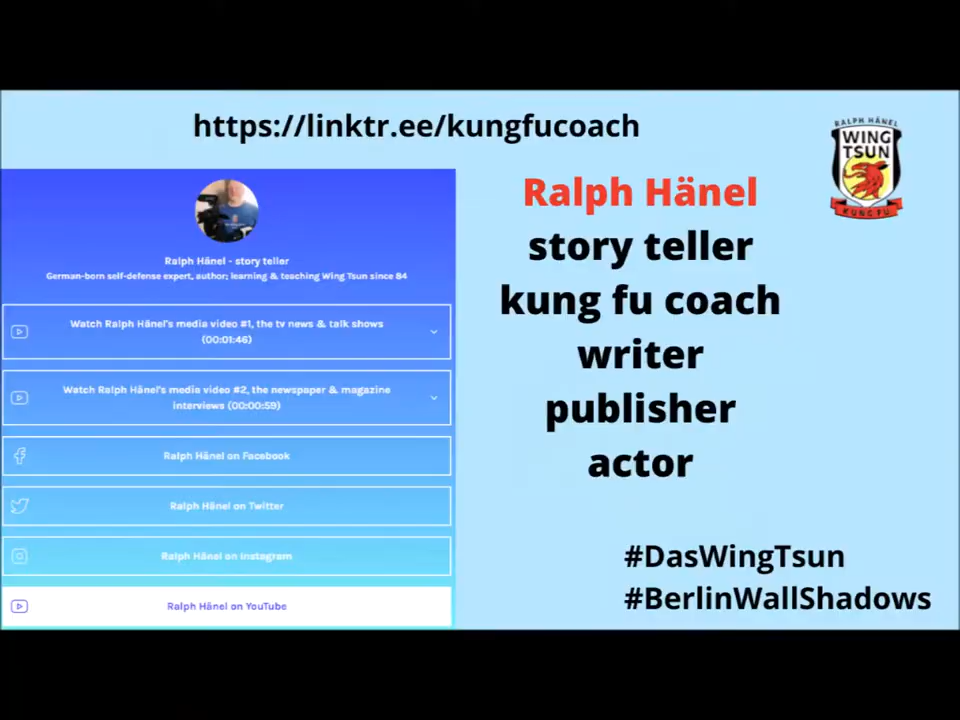 https://linktr.ee/kungfucoach
RALPH HÄNEL
WING
TSUN
KUNG FU
Ralph Hänel - story teller
German-born self-defense expert, author; learning & teaching Wing Tsun since 84
Watch Ralph Hänel's media video #1, the tv news & talk shows
(00:01:46)
Watch Ralph Hänel's media video #2, the newspaper & magazine
interviews (00:00:59)
Ralph Hänel on Facebook
Ralph Hänel on Twitter
Ralph Hänel on Instagram
Ralph Hänel on YouTube
Ralph Hänel
story teller
kung fu coach
writer
publisher
actor
#DasWingTsun
#BerlinWallShadows